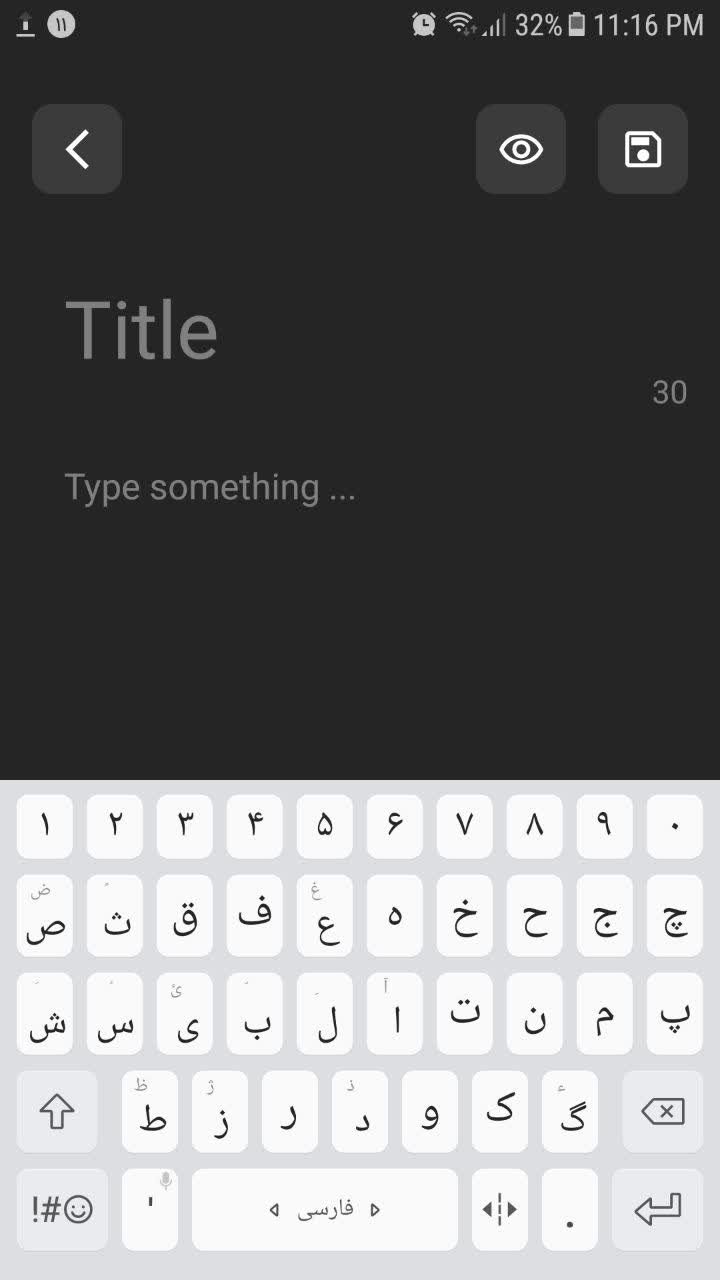 ۱۱ 32% 11:16 PM
Title
30
Type something ...
۱ ۲ ۳ ۴ ۵ ۶ ۷ ۸ ۹ ۰
ض غ
ص ث ق ف ع ه خ ح ج چ
ئ آ
ش س ی ب ل ا ت ن م پ
ظ ژ ذ ء
ط ز ر د و ک گ
!#☺ ' فارسی .